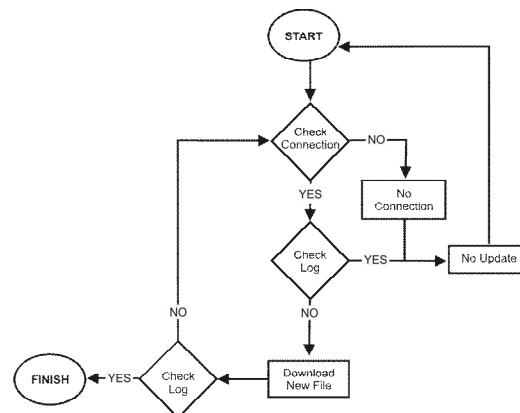 START
Check
Connection
NO
YES
No
Connection
Check
Log
YES
No Update
NO
NO
Download
New File
Check
Log
YES
FINISH